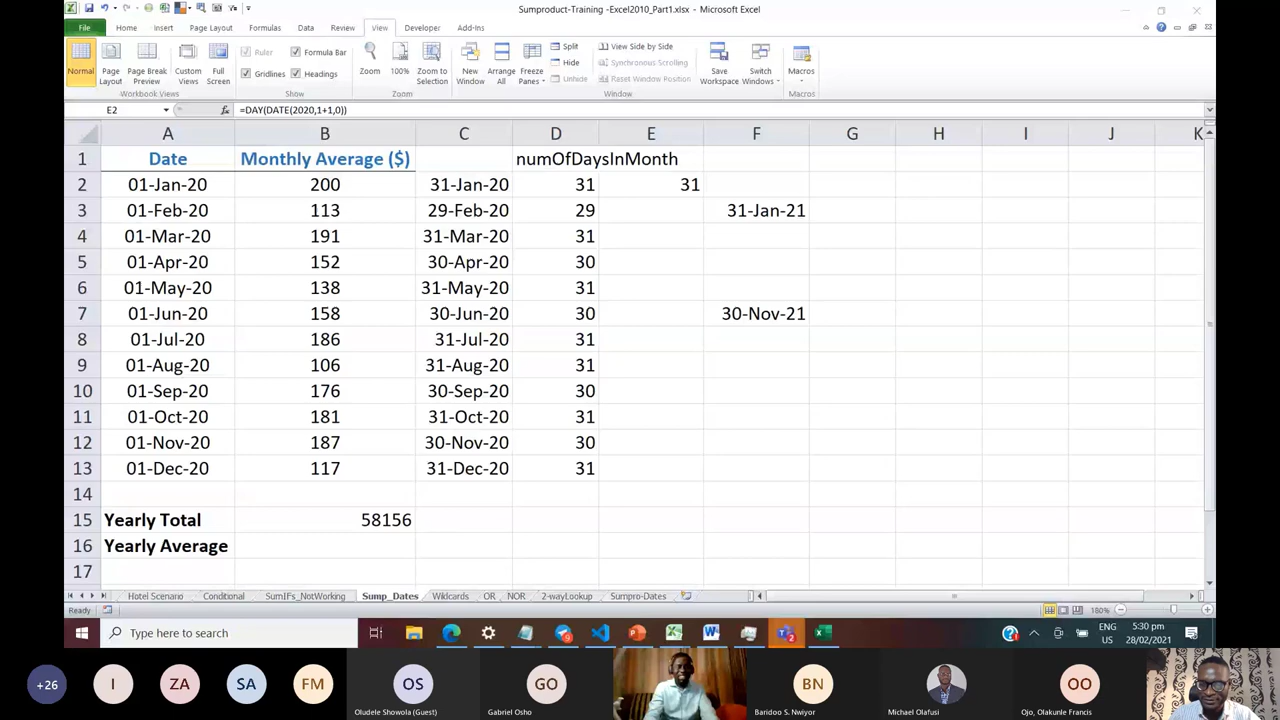 Sumproduct-Training -Excel2010_Part1.xlsx - Microsoft Excel
File Home Insert Page Layout Formulas Data Review View Developer Add-Ins
Normal
Page Layout
Page Break Preview
Custom Views
Full Screen
Ruler
Formula Bar
Gridlines
Headings
Zoom
100%
Zoom to Selection
New Window
Arrange All
Freeze Panes
Split
Hide
Unhide
View Side by Side
Synchronous Scrolling
Reset Window Position
Save Workspace
Switch Windows
Macros
Workbook Views Show Zoom Window Macros
E2 fx =DAY(DATE(2020,1+1,0))
A B C D E F G H I J K
1 Date Monthly Average ($) numOfDaysInMonth
2 01-Jan-20 200 31-Jan-20 31 31
3 01-Feb-20 113 29-Feb-20 29 31-Jan-21
4 01-Mar-20 191 31-Mar-20 31
5 01-Apr-20 152 30-Apr-20 30
6 01-May-20 138 31-May-20 31
7 01-Jun-20 158 30-Jun-20 30 30-Nov-21
8 01-Jul-20 186 31-Jul-20 31
9 01-Aug-20 106 31-Aug-20 31
10 01-Sep-20 176 30-Sep-20 30
11 01-Oct-20 181 31-Oct-20 31
12 01-Nov-20 187 30-Nov-20 30
13 01-Dec-20 117 31-Dec-20 31
14
15 Yearly Total 58156
16 Yearly Average
17
Hotel Scenario Conditional SumIFs_NotWorking Sump_Dates Wildcards OR NOR 2-wayLookup Sumpro-Dates
Ready 180%
Type here to search
ENG US
5:30 pm
28/02/2021
+26 I ZA SA FM OS GO BN OO
Oludele Showola (Guest) Gabriel Osho Baridoo S. Nwiyor Michael Olafusi Ojo, Olakunle Francis